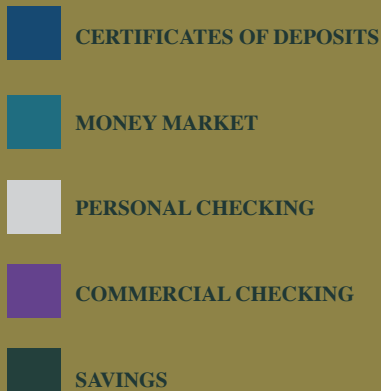 CERTIFICATES OF DEPOSITS
MONEY MARKET
PERSONAL CHECKING
COMMERCIAL CHECKING
SAVINGS